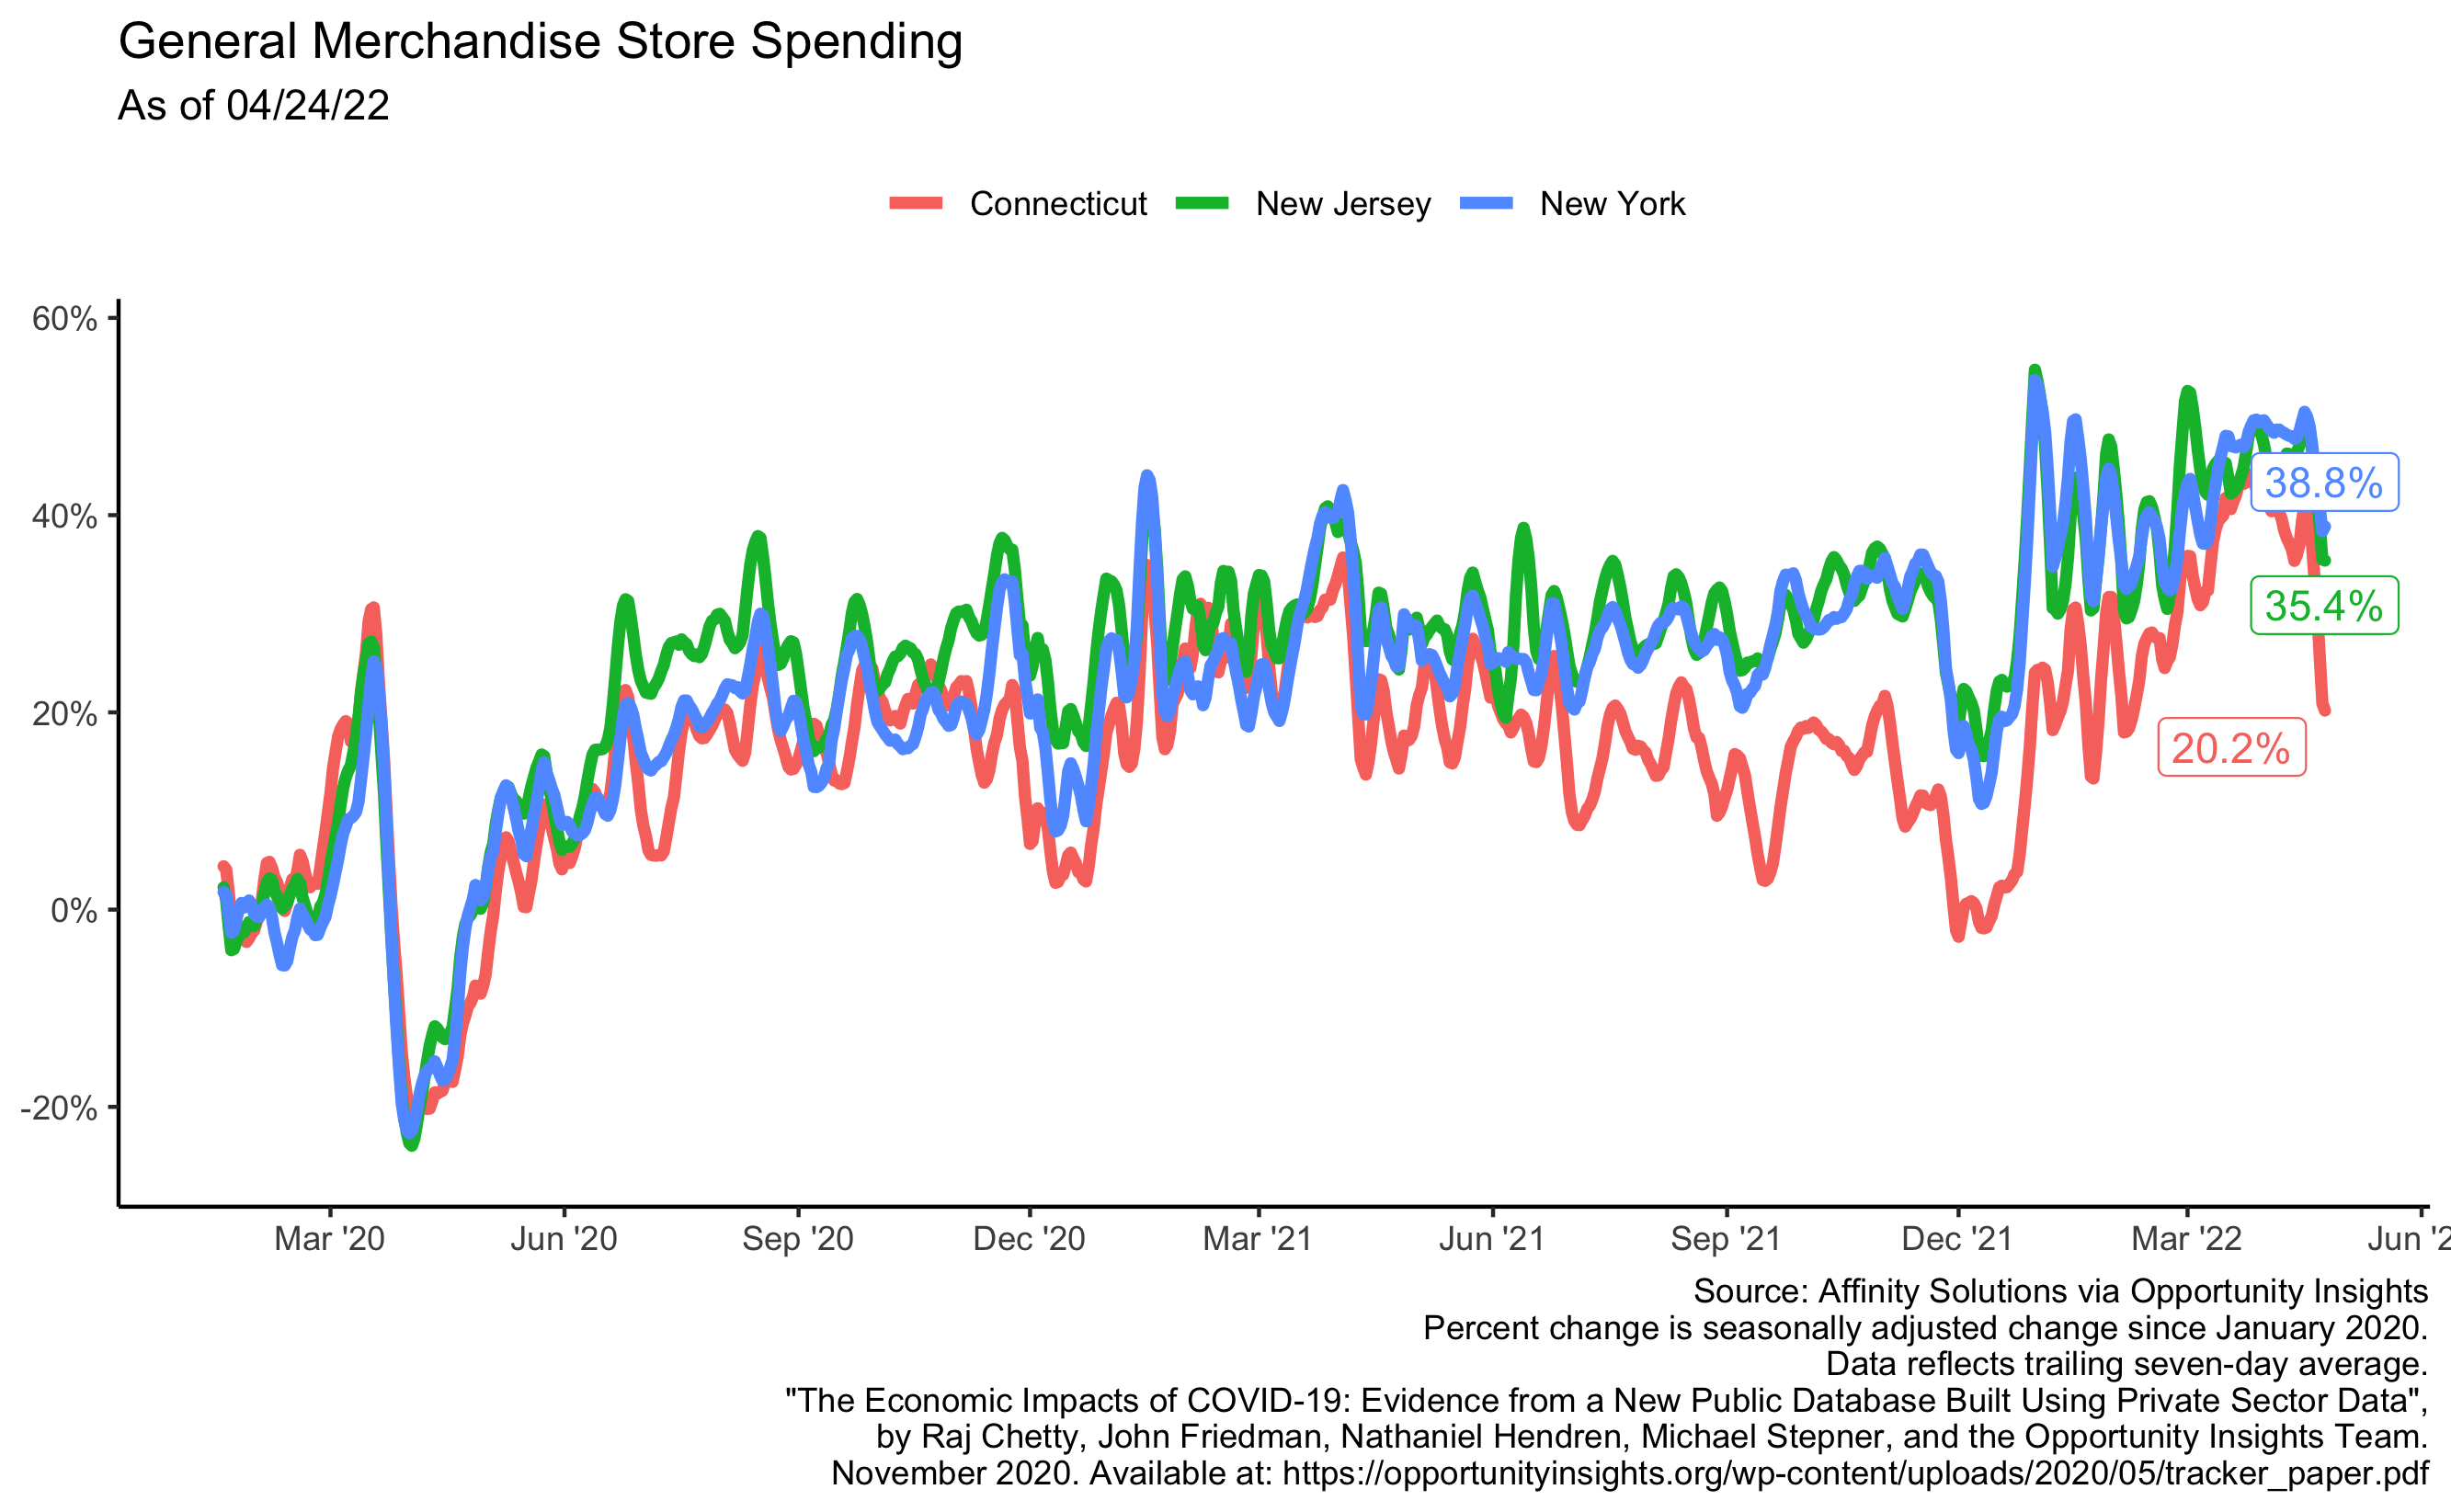 General Merchandise Store Spending
As of 04/24/22
Connecticut New Jersey New York
60%
40%
20%
0%
-20%
38.8%
35.4%
20.2%
Mar '20 Jun '20 Sep '20 Dec '20 Mar '21 Jun '21 Sep '21 Dec '21 Mar '22 Jun '2
Source: Affinity Solutions via Opportunity Insights
Percent change is seasonally adjusted change since January 2020.
Data reflects trailing seven-day average.
"The Economic Impacts of COVID-19: Evidence from a New Public Database Built Using Private Sector Data",
by Raj Chetty, John Friedman, Nathaniel Hendren, Michael Stepner, and the Opportunity Insights Team.
November 2020. Available at: https://opportunityinsights.org/wp-content/uploads/2020/05/tracker_paper.pdf